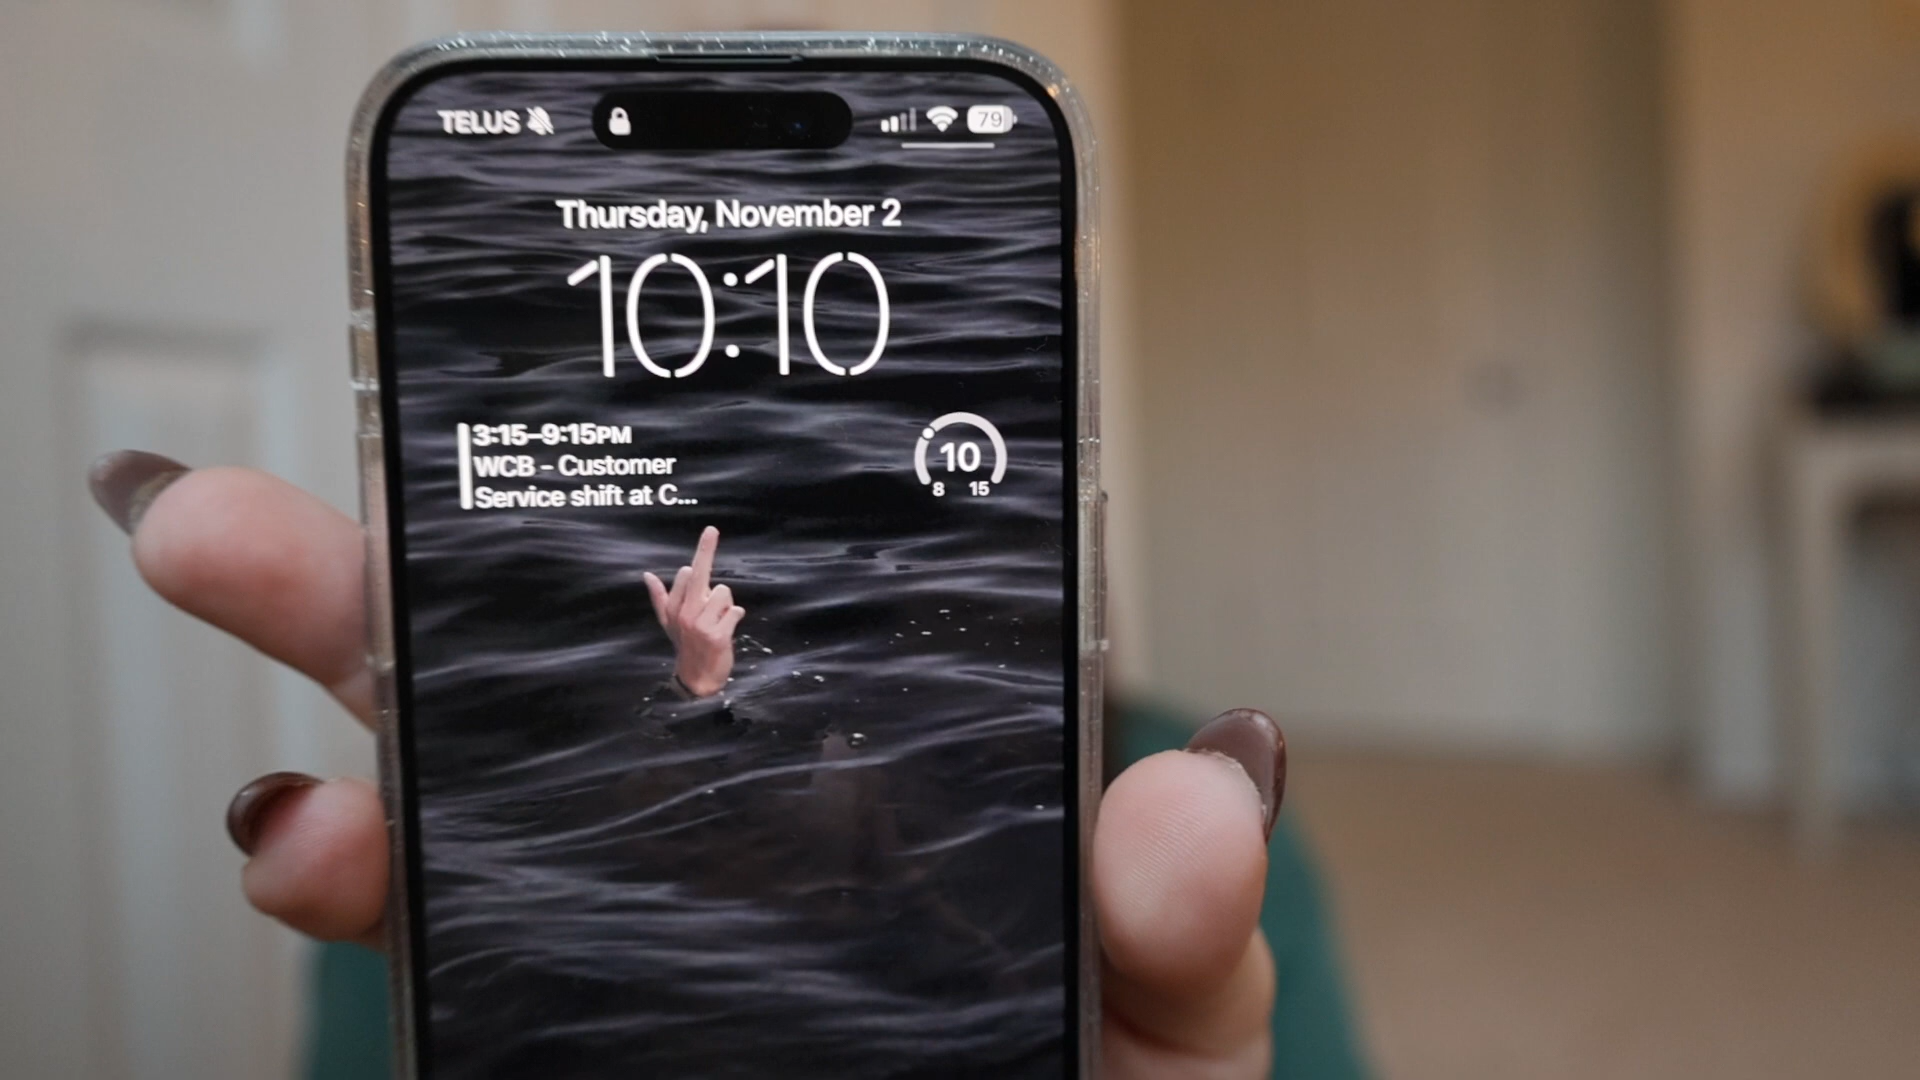 TELUS 79
Thursday, November 2
10:10
3:15–9:15PM
WCB – Customer
Service shift at C...
10
8 15